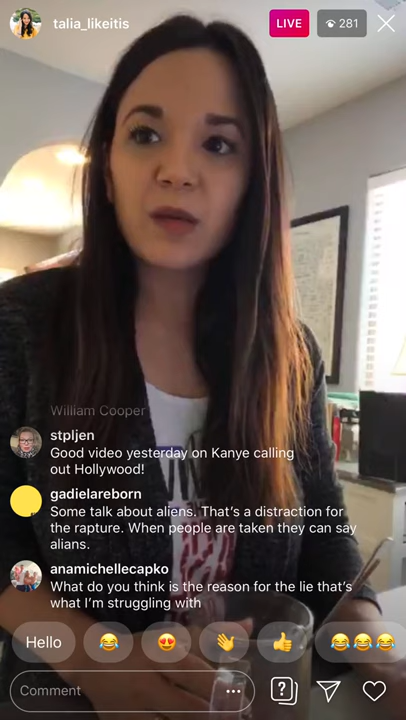 talia_likeitis
LIVE
281
William Cooper
stpljen
Good video yesterday on Kanye calling
out Hollywood!
gadielareborn
Some talk about aliens. That's a distraction for
the rapture. When people are taken they can say
alians.
anamichellecapko
What do you think is the reason for the lie that's
what I'm struggling with
Hello
Comment